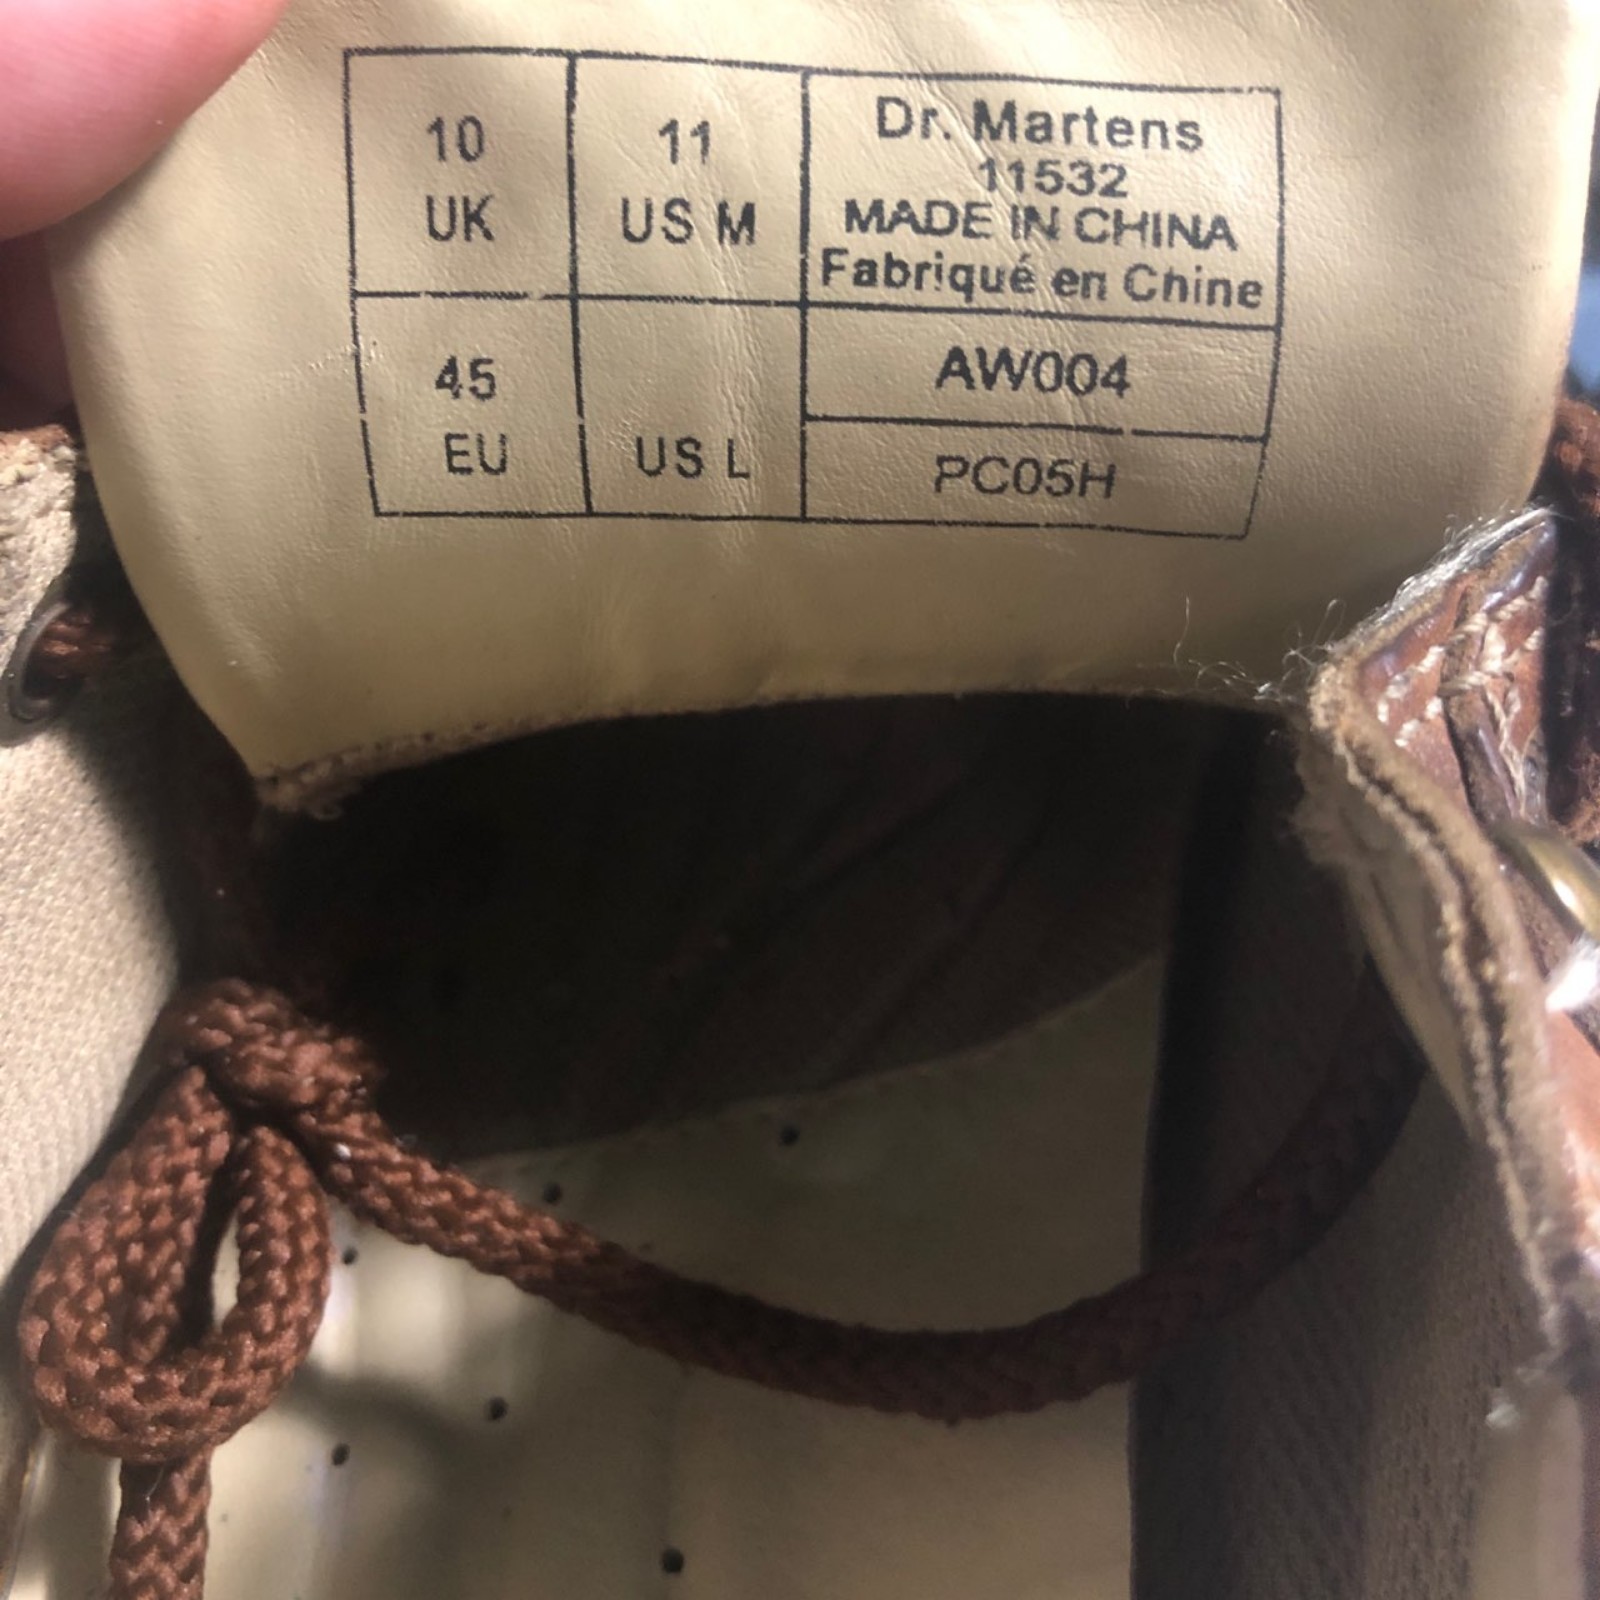 10
UK
11
US M
Dr. Martens
11532
MADE IN CHINA
Fabriqué en Chine
45
EU
US L
AW004
PC05H